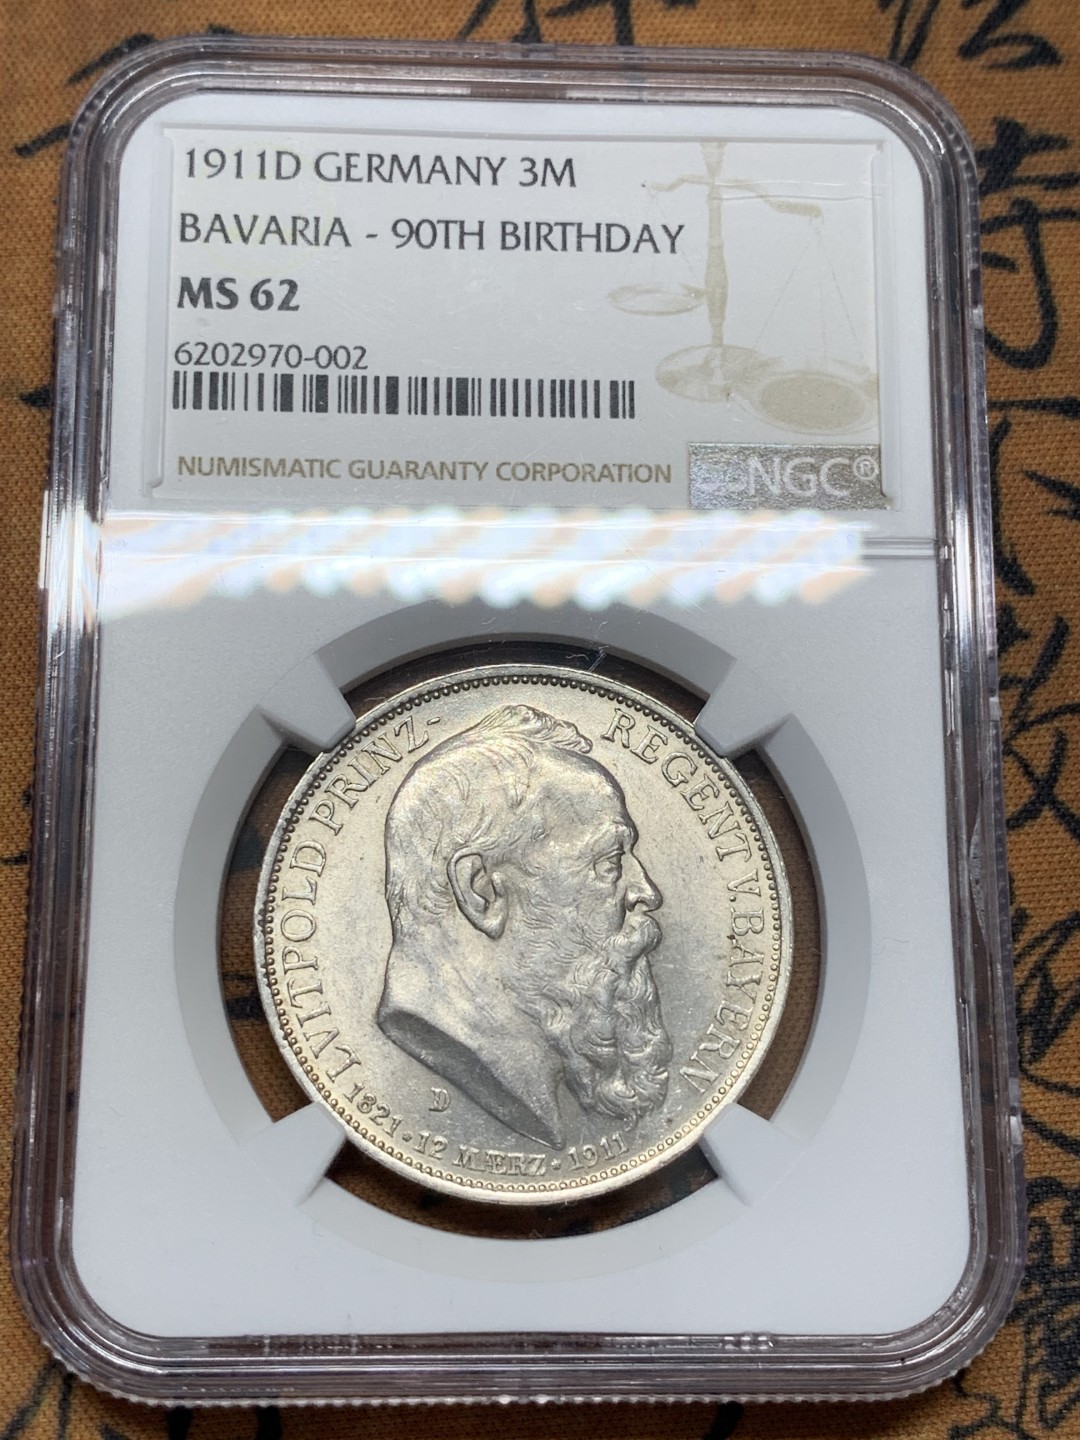 1911D GERMANY 3M
BAVARIA - 90TH BIRTHDAY
MS 62
6202970-002
NUMISMATIC GUARANTY CORPORATION
NGC®
LVITPOLD PRINZ-REGENT V. BAYERN
D
1821 • 12 MÆRZ • 1911